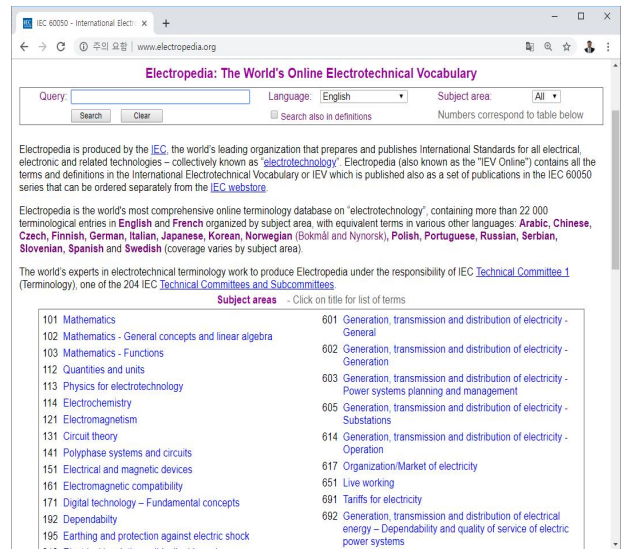 IEC 60050 - International Electr
주의 요함 | www.electropedia.org
Electropedia: The World's Online Electrotechnical Vocabulary
Query: Language: English Subject area: All
Search Clear Search also in definitions Numbers correspond to table below
Electropedia is produced by the IEC, the world's leading organization that prepares and publishes International Standards for all electrical,
electronic and related technologies – collectively known as "electrotechnology". Electropedia (also known as the "IEV Online") contains all the
terms and definitions in the International Electrotechnical Vocabulary or IEV which is published also as a set of publications in the IEC 60050
series that can be ordered separately from the IEC webstore.
Electropedia is the world's most comprehensive online terminology database on "electrotechnology", containing more than 22 000
terminological entries in English and French organized by subject area, with equivalent terms in various other languages: Arabic, Chinese,
Czech, Finnish, German, Italian, Japanese, Korean, Norwegian (Bokmål and Nynorsk), Polish, Portuguese, Russian, Serbian,
Slovenian, Spanish and Swedish (coverage varies by subject area).
The world's experts in electrotechnical terminology work to produce Electropedia under the responsibility of IEC Technical Committee 1
(Terminology), one of the 204 IEC Technical Committees and Subcommittees.
Subject areas - Click on title for list of terms
101 Mathematics
102 Mathematics - General concepts and linear algebra
103 Mathematics - Functions
112 Quantities and units
113 Physics for electrotechnology
114 Electrochemistry
121 Electromagnetism
131 Circuit theory
141 Polyphase systems and circuits
151 Electrical and magnetic devices
161 Electromagnetic compatibility
171 Digital technology – Fundamental concepts
192 Dependabilty
195 Earthing and protection against electric shock
601 Generation, transmission and distribution of electricity -
General
602 Generation, transmission and distribution of electricity -
Generation
603 Generation, transmission and distribution of electricity -
Power systems planning and management
605 Generation, transmission and distribution of electricity -
Substations
614 Generation, transmission and distribution of electricity -
Operation
617 Organization/Market of electricity
651 Live working
691 Tariffs for electricity
692 Generation, transmission and distribution of electrical
energy – Dependability and quality of service of electric
power systems